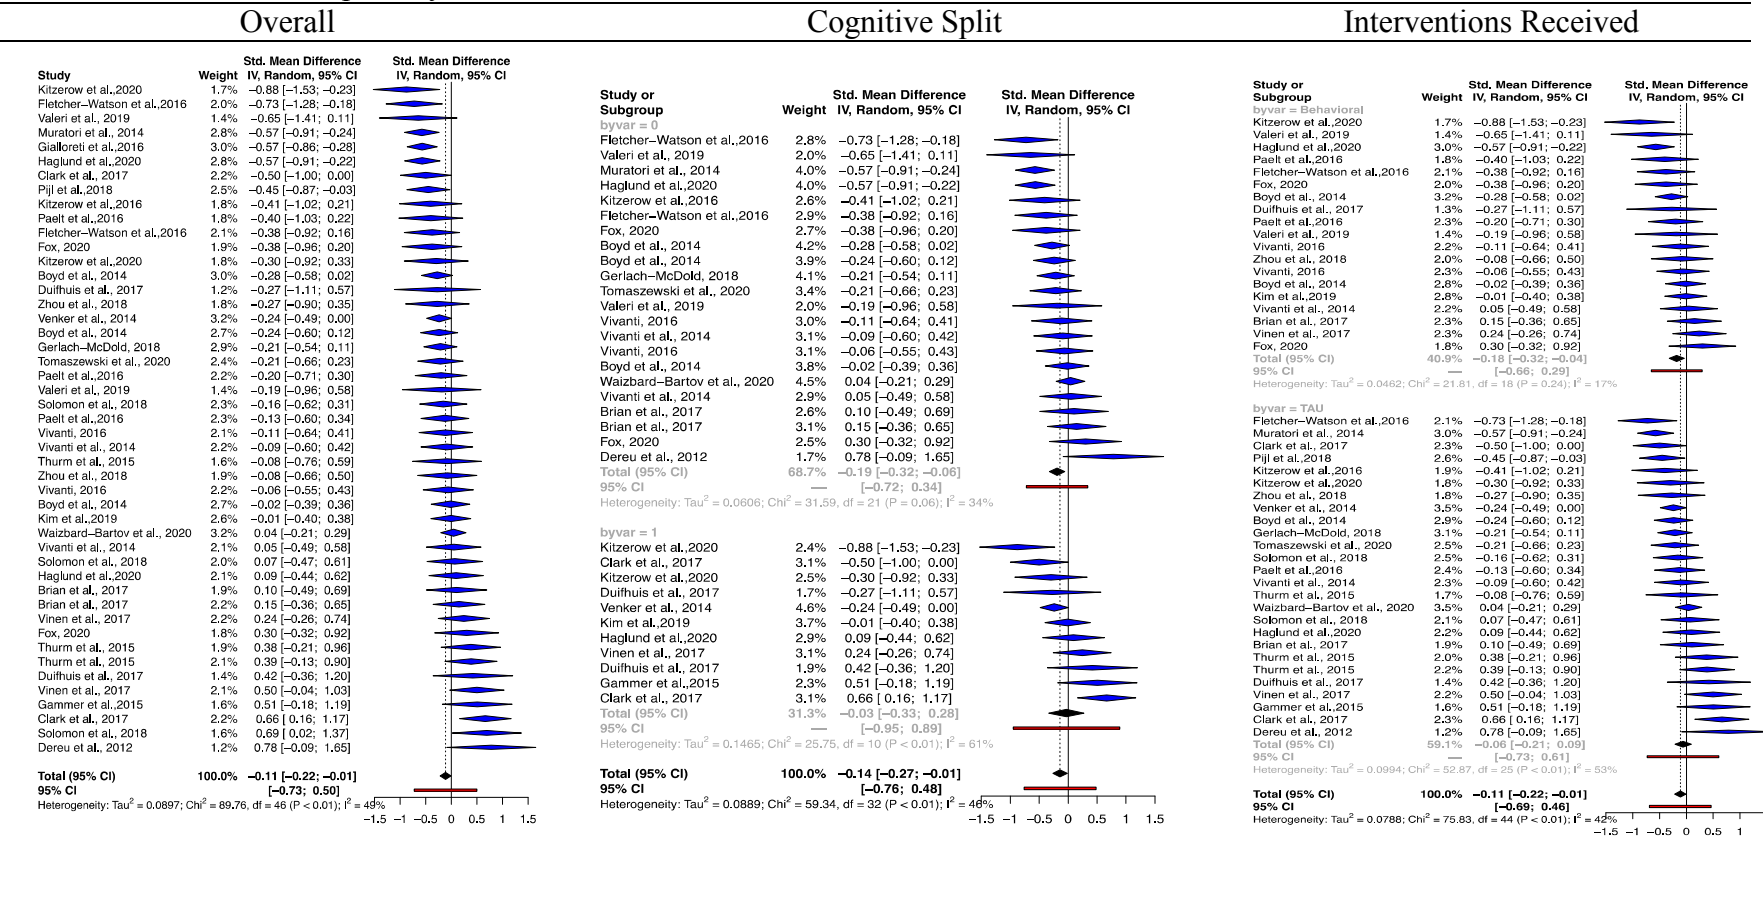 Overall
Cognitive Split
Interventions Received
Std. Mean Difference Std. Mean Difference
Study Weight IV, Random, 95% CI IV, Random, 95% CI
Kitzerow et al.,2020 1.7% −0.88 [−1.53; −0.23]
Fletcher−Watson et al.,2016 2.0% −0.73 [−1.28; −0.18]
Valeri et al., 2019 1.4% −0.65 [−1.41; 0.11]
Muratori et al., 2014 2.8% −0.57 [−0.91; −0.24]
Gialloreti et al.,2016 3.0% −0.57 [−0.86; −0.28]
Haglund et al.,2020 2.8% −0.57 [−0.91; −0.22]
Clark et al., 2017 2.2% −0.50 [−1.00; 0.00]
Pijl et al.,2018 2.5% −0.45 [−0.87; −0.03]
Kitzerow et al.,2016 1.8% −0.41 [−1.02; 0.21]
Paelt et al.,2016 1.8% −0.40 [−1.03; 0.22]
Fletcher−Watson et al.,2016 2.1% −0.38 [−0.92; 0.16]
Fox, 2020 1.9% −0.38 [−0.96; 0.20]
Kitzerow et al.,2020 1.8% −0.30 [−0.92; 0.33]
Boyd et al., 2014 3.0% −0.28 [−0.58; 0.02]
Duifhuis et al., 2017 1.2% −0.27 [−1.11; 0.57]
Zhou et al., 2018 1.8% −0.27 [−0.90; 0.35]
Venker et al., 2014 3.2% −0.24 [−0.49; 0.00]
Boyd et al., 2014 2.7% −0.24 [−0.60; 0.12]
Gerlach−McDold, 2018 2.9% −0.21 [−0.54; 0.11]
Tomaszewski et al., 2020 2.4% −0.21 [−0.66; 0.23]
Paelt et al.,2016 2.2% −0.20 [−0.71; 0.30]
Valeri et al., 2019 1.4% −0.19 [−0.96; 0.58]
Solomon et al., 2018 2.3% −0.16 [−0.62; 0.31]
Paelt et al.,2016 2.3% −0.13 [−0.60; 0.34]
Vivanti, 2016 2.1% −0.11 [−0.64; 0.41]
Vivanti et al., 2014 2.1% −0.09 [−0.60; 0.42]
Thurm et al., 2015 1.6% −0.08 [−0.76; 0.59]
Zhou et al., 2018 1.9% −0.08 [−0.66; 0.50]
Vivanti, 2016 2.2% −0.06 [−0.55; 0.43]
Boyd et al., 2014 2.7% −0.02 [−0.39; 0.36]
Kim et al.,2019 2.6% −0.01 [−0.40; 0.38]
Waizbard−Bartov et al., 2020 3.2% 0.04 [−0.21; 0.29]
Vivanti et al., 2014 2.1% 0.05 [−0.49; 0.58]
Solomon et al., 2018 2.0% 0.07 [−0.47; 0.61]
Haglund et al.,2020 2.1% 0.09 [−0.44; 0.62]
Brian et al., 2017 1.9% 0.10 [−0.49; 0.69]
Brian et al., 2017 2.2% 0.15 [−0.36; 0.65]
Vinen et al., 2017 2.2% 0.24 [−0.26; 0.74]
Fox, 2020 1.8% 0.30 [−0.32; 0.92]
Thurm et al., 2015 1.9% 0.38 [−0.21; 0.96]
Thurm et al., 2015 2.1% 0.39 [−0.13; 0.90]
Duifhuis et al., 2017 1.4% 0.42 [−0.36; 1.20]
Vinen et al., 2017 2.1% 0.50 [−0.04; 1.03]
Gammer et al.,2015 1.6% 0.51 [−0.18; 1.19]
Clark et al., 2017 2.2% 0.66 [ 0.16; 1.17]
Solomon et al., 2018 1.6% 0.69 [ 0.02; 1.37]
Dereu et al., 2012 1.2% 0.78 [−0.09; 1.65]
Total (95% CI) 100.0% −0.11 [−0.22; −0.01]
95% CI [−0.73; 0.50]
Heterogeneity: Tau² = 0.0897; Chi² = 89.76, df = 46 (P < 0.01); I² = 49%
−1.5 −1 −0.5 0 0.5 1 1.5
Study or Std. Mean Difference Std. Mean Difference
Subgroup Weight IV, Random, 95% CI IV, Random, 95% CI
byvar = 0
Fletcher−Watson et al.,2016 2.8% −0.73 [−1.28; −0.18]
Valeri et al., 2019 2.0% −0.65 [−1.41; 0.11]
Muratori et al., 2014 4.0% −0.57 [−0.91; −0.24]
Haglund et al.,2020 4.0% −0.57 [−0.91; −0.22]
Kitzerow et al.,2016 2.6% −0.41 [−1.02; 0.21]
Fletcher−Watson et al.,2016 2.9% −0.38 [−0.92; 0.16]
Fox, 2020 2.7% −0.38 [−0.96; 0.20]
Boyd et al., 2014 4.2% −0.28 [−0.58; 0.02]
Boyd et al., 2014 3.9% −0.24 [−0.60; 0.12]
Gerlach−McDold, 2018 4.1% −0.21 [−0.54; 0.11]
Tomaszewski et al., 2020 3.4% −0.21 [−0.66; 0.23]
Valeri et al., 2019 2.0% −0.19 [−0.96; 0.58]
Vivanti, 2016 3.0% −0.11 [−0.64; 0.41]
Vivanti et al., 2014 3.1% −0.09 [−0.60; 0.42]
Vivanti, 2016 3.1% −0.06 [−0.55; 0.43]
Boyd et al., 2014 3.8% −0.02 [−0.39; 0.36]
Waizbard−Bartov et al., 2020 4.5% 0.04 [−0.21; 0.29]
Vivanti et al., 2014 2.9% 0.05 [−0.49; 0.58]
Brian et al., 2017 2.6% 0.10 [−0.49; 0.69]
Brian et al., 2017 3.1% 0.15 [−0.36; 0.65]
Fox, 2020 2.5% 0.30 [−0.32; 0.92]
Dereu et al., 2012 1.7% 0.78 [−0.09; 1.65]
Total (95% CI) 68.7% −0.19 [−0.32; −0.06]
95% CI — [−0.72; 0.34]
Heterogeneity: Tau² = 0.0606; Chi² = 31.59, df = 21 (P = 0.06); I² = 34%
byvar = 1
Kitzerow et al.,2020 2.4% −0.88 [−1.53; −0.23]
Clark et al., 2017 3.1% −0.50 [−1.00; 0.00]
Kitzerow et al.,2020 2.5% −0.30 [−0.92; 0.33]
Duifhuis et al., 2017 1.7% −0.27 [−1.11; 0.57]
Venker et al., 2014 4.6% −0.24 [−0.49; 0.00]
Kim et al.,2019 3.7% −0.01 [−0.40; 0.38]
Haglund et al.,2020 2.9% 0.09 [−0.44; 0.62]
Vinen et al., 2017 3.1% 0.24 [−0.26; 0.74]
Duifhuis et al., 2017 1.9% 0.42 [−0.36; 1.20]
Gammer et al.,2015 2.3% 0.51 [−0.18; 1.19]
Clark et al., 2017 3.1% 0.66 [ 0.16; 1.17]
Total (95% CI) 31.3% −0.03 [−0.33; 0.28]
95% CI — [−0.95; 0.89]
Heterogeneity: Tau² = 0.1465; Chi² = 25.75, df = 10 (P < 0.01); I² = 61%
Total (95% CI) 100.0% −0.14 [−0.27; −0.01]
95% CI [−0.76; 0.48]
Heterogeneity: Tau² = 0.0889; Chi² = 59.34, df = 32 (P < 0.01); I² = 46%
−1.5 −1 −0.5 0 0.5 1 1.5
Study or Std. Mean Difference Std. Mean Difference
Subgroup Weight IV, Random, 95% CI IV, Random, 95% CI
byvar = Behavioral
Kitzerow et al.,2020 1.7% −0.88 [−1.53; −0.23]
Valeri et al., 2019 1.4% −0.65 [−1.41; 0.11]
Haglund et al.,2020 3.0% −0.57 [−0.91; −0.22]
Paelt et al.,2016 1.8% −0.40 [−1.03; 0.22]
Fletcher−Watson et al.,2016 2.1% −0.38 [−0.92; 0.16]
Fox, 2020 2.0% −0.38 [−0.96; 0.20]
Boyd et al., 2014 3.2% −0.28 [−0.58; 0.02]
Duifhuis et al., 2017 1.3% −0.27 [−1.11; 0.57]
Paelt et al.,2016 2.2% −0.20 [−0.71; 0.30]
Valeri et al., 2019 1.4% −0.19 [−0.96; 0.58]
Vivanti, 2016 2.2% −0.11 [−0.64; 0.41]
Zhou et al., 2018 2.0% −0.08 [−0.66; 0.50]
Vivanti, 2016 2.3% −0.06 [−0.55; 0.43]
Boyd et al., 2014 2.8% −0.02 [−0.39; 0.36]
Kim et al.,2019 2.8% −0.01 [−0.40; 0.38]
Vivanti et al., 2014 2.2% 0.05 [−0.49; 0.58]
Brian et al., 2017 2.3% 0.15 [−0.36; 0.65]
Vinen et al., 2017 2.3% 0.24 [−0.26; 0.74]
Fox, 2020 1.8% 0.30 [−0.32; 0.92]
Total (95% CI) 40.9% −0.18 [−0.32; −0.04]
95% CI — [−0.66; 0.29]
Heterogeneity: Tau² = 0.0462; Chi² = 21.81, df = 18 (P = 0.24); I² = 17%
byvar = TAU
Fletcher−Watson et al.,2016 2.1% −0.73 [−1.28; −0.18]
Muratori et al., 2014 3.0% −0.57 [−0.91; −0.24]
Clark et al., 2017 2.3% −0.50 [−1.00; 0.00]
Pijl et al.,2018 2.6% −0.45 [−0.87; −0.03]
Kitzerow et al.,2016 1.9% −0.41 [−1.02; 0.21]
Kitzerow et al.,2020 1.8% −0.30 [−0.92; 0.33]
Zhou et al., 2018 1.8% −0.27 [−0.90; 0.35]
Venker et al., 2014 3.5% −0.24 [−0.49; 0.00]
Boyd et al., 2014 2.9% −0.24 [−0.60; 0.12]
Gerlach−McDold, 2018 3.1% −0.21 [−0.54; 0.11]
Tomaszewski et al., 2020 2.5% −0.21 [−0.66; 0.23]
Solomon et al., 2018 2.5% −0.16 [−0.62; 0.31]
Paelt et al.,2016 2.4% −0.13 [−0.60; 0.34]
Vivanti et al., 2014 2.3% −0.09 [−0.60; 0.42]
Thurm et al., 2015 1.6% −0.08 [−0.76; 0.59]
Waizbard−Bartov et al., 2020 3.5% 0.04 [−0.21; 0.29]
Solomon et al., 2018 2.1% 0.07 [−0.47; 0.61]
Haglund et al.,2020 2.2% 0.09 [−0.44; 0.62]
Brian et al., 2017 1.9% 0.10 [−0.49; 0.69]
Thurm et al., 2015 2.0% 0.38 [−0.21; 0.96]
Thurm et al., 2015 2.2% 0.39 [−0.13; 0.90]
Duifhuis et al., 2017 1.4% 0.42 [−0.36; 1.20]
Vinen et al., 2017 2.2% 0.50 [−0.04; 1.03]
Gammer et al.,2015 1.6% 0.51 [−0.18; 1.19]
Clark et al., 2017 2.3% 0.66 [ 0.16; 1.17]
Dereu et al., 2012 1.2% 0.78 [−0.09; 1.65]
Total (95% CI) 59.1% −0.06 [−0.21; 0.09]
95% CI — [−0.73; 0.61]
Heterogeneity: Tau² = 0.0994; Chi² = 52.87, df = 25 (P < 0.01); I² = 53%
Total (95% CI) 100.0% −0.11 [−0.22; −0.01]
95% CI [−0.69; 0.46]
Heterogeneity: Tau² = 0.0788; Chi² = 75.83, df = 44 (P < 0.01); I² = 42%
−1.5 −1 −0.5 0 0.5 1